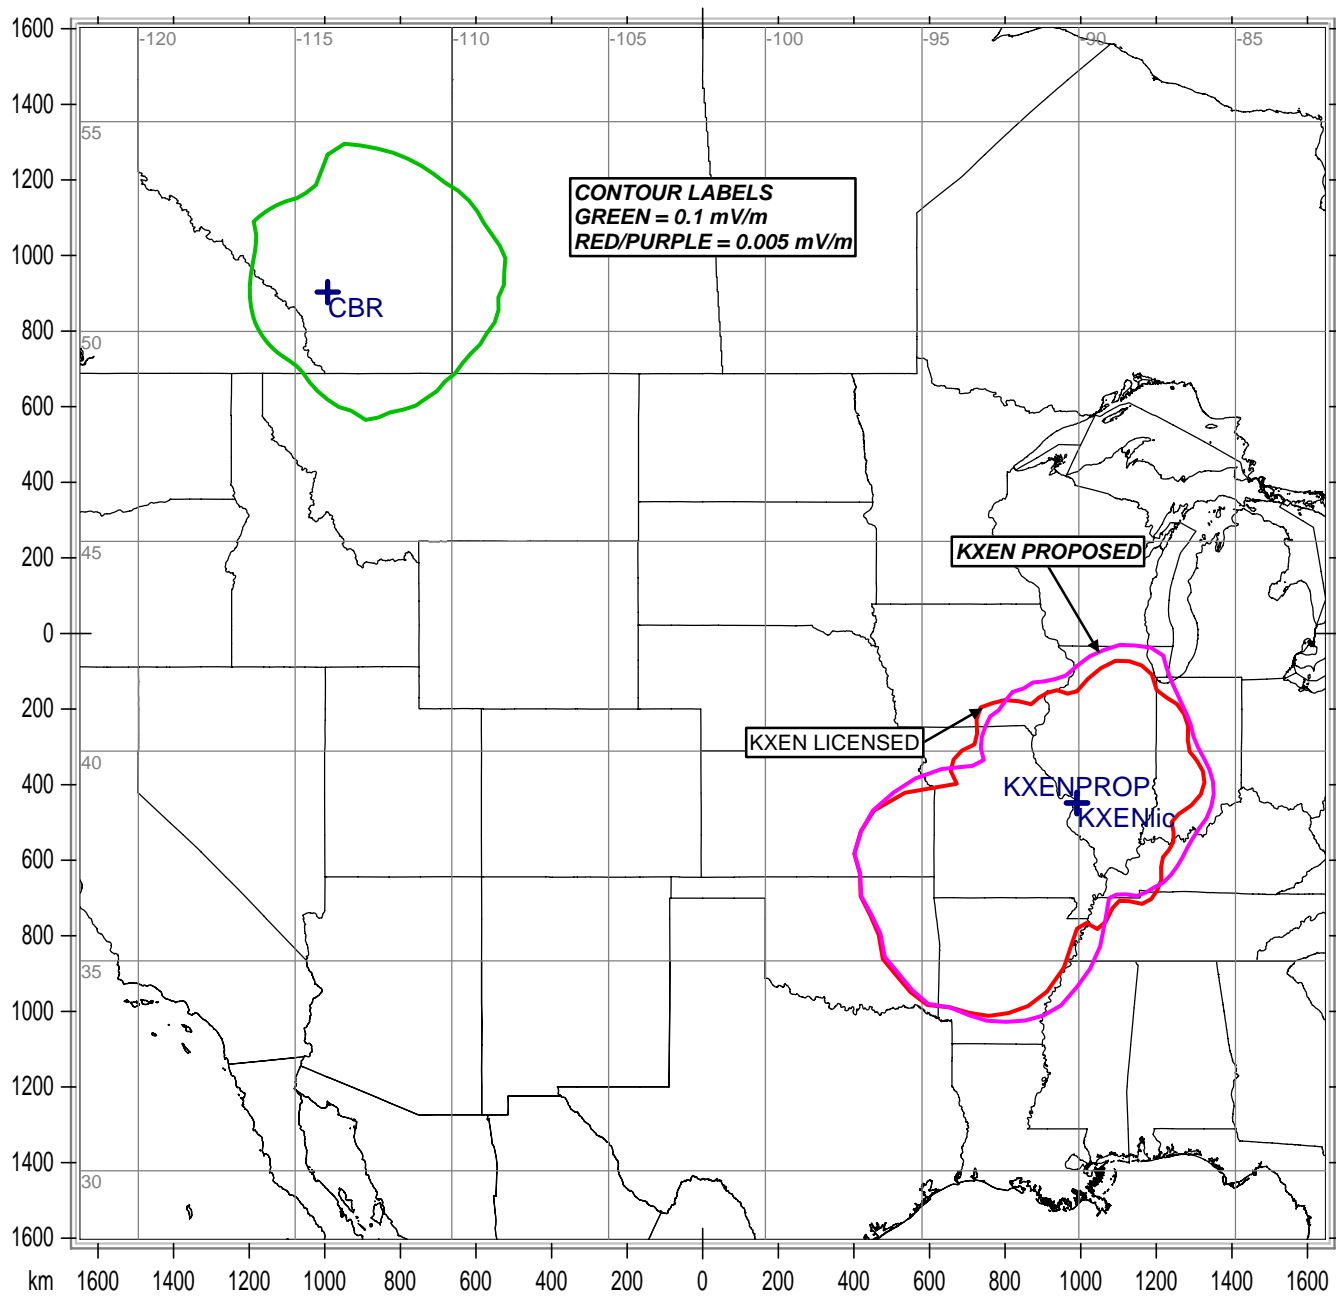 1600
-120 -115 -110 -105 -100 -95 -90 -85
1400
55
1200
CONTOUR LABELS
GREEN = 0.1 mV/m
RED/PURPLE = 0.005 mV/m
1000
CBR
800
50
600
400
200
45
KXEN PROPOSED
0
200
KXEN LICENSED
40
400
KXENPROP
KXENlic
600
800
35
1000
1200
1400
30
1600
km 1600 1400 1200 1000 800 600 400 200 0 200 400 600 800 1000 1200 1400 1600